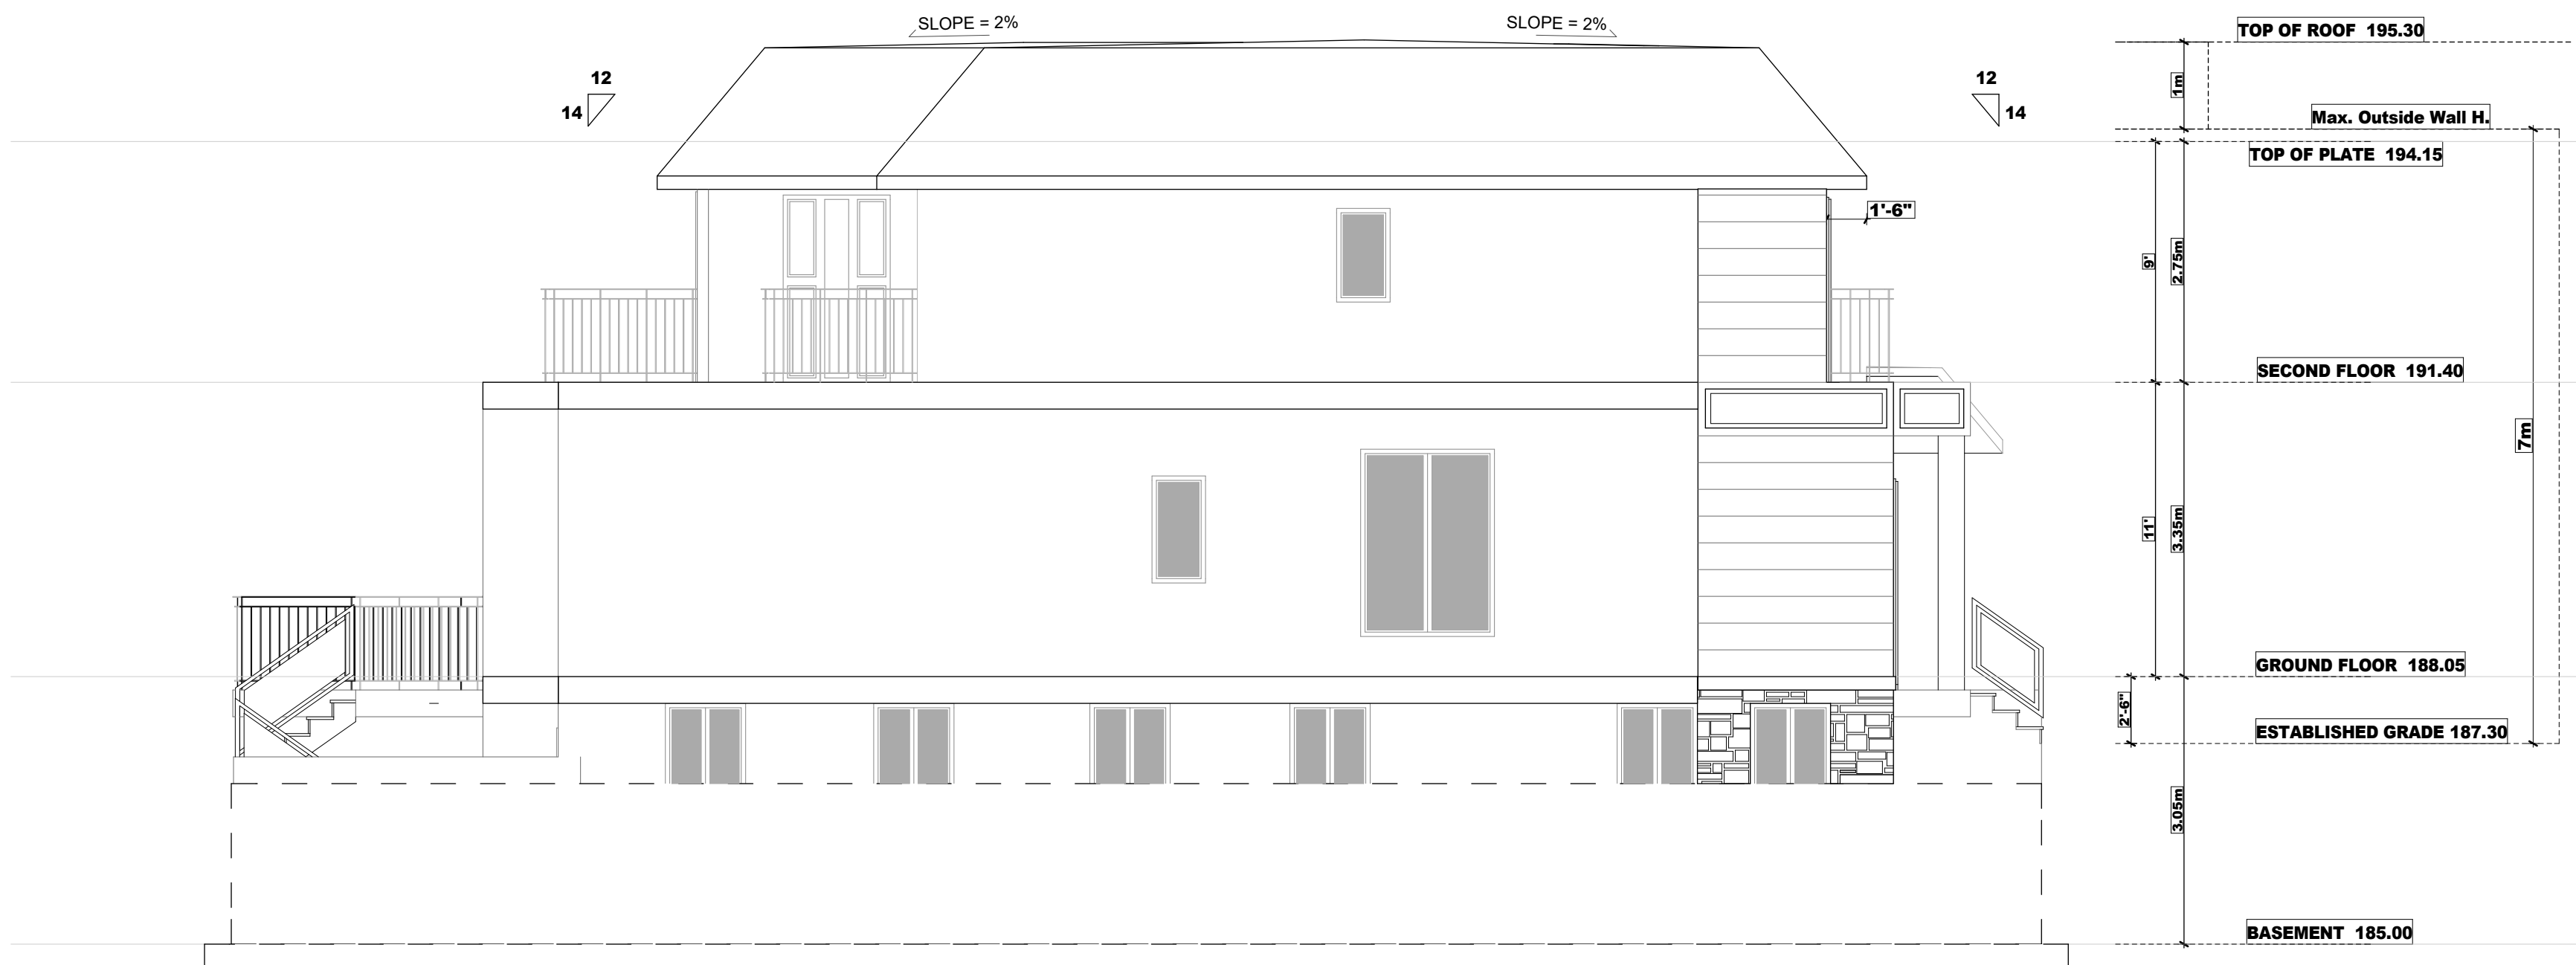 SLOPE = 2%
SLOPE = 2%
TOP OF ROOF 195.30
12
14
12
14
1m
Max. Outside Wall H.
TOP OF PLATE 194.15
1'-6"
9'
2.75m
SECOND FLOOR 191.40
7m
11'
3.35m
GROUND FLOOR 188.05
2'-6"
ESTABLISHED GRADE 187.30
3.05m
BASEMENT 185.00